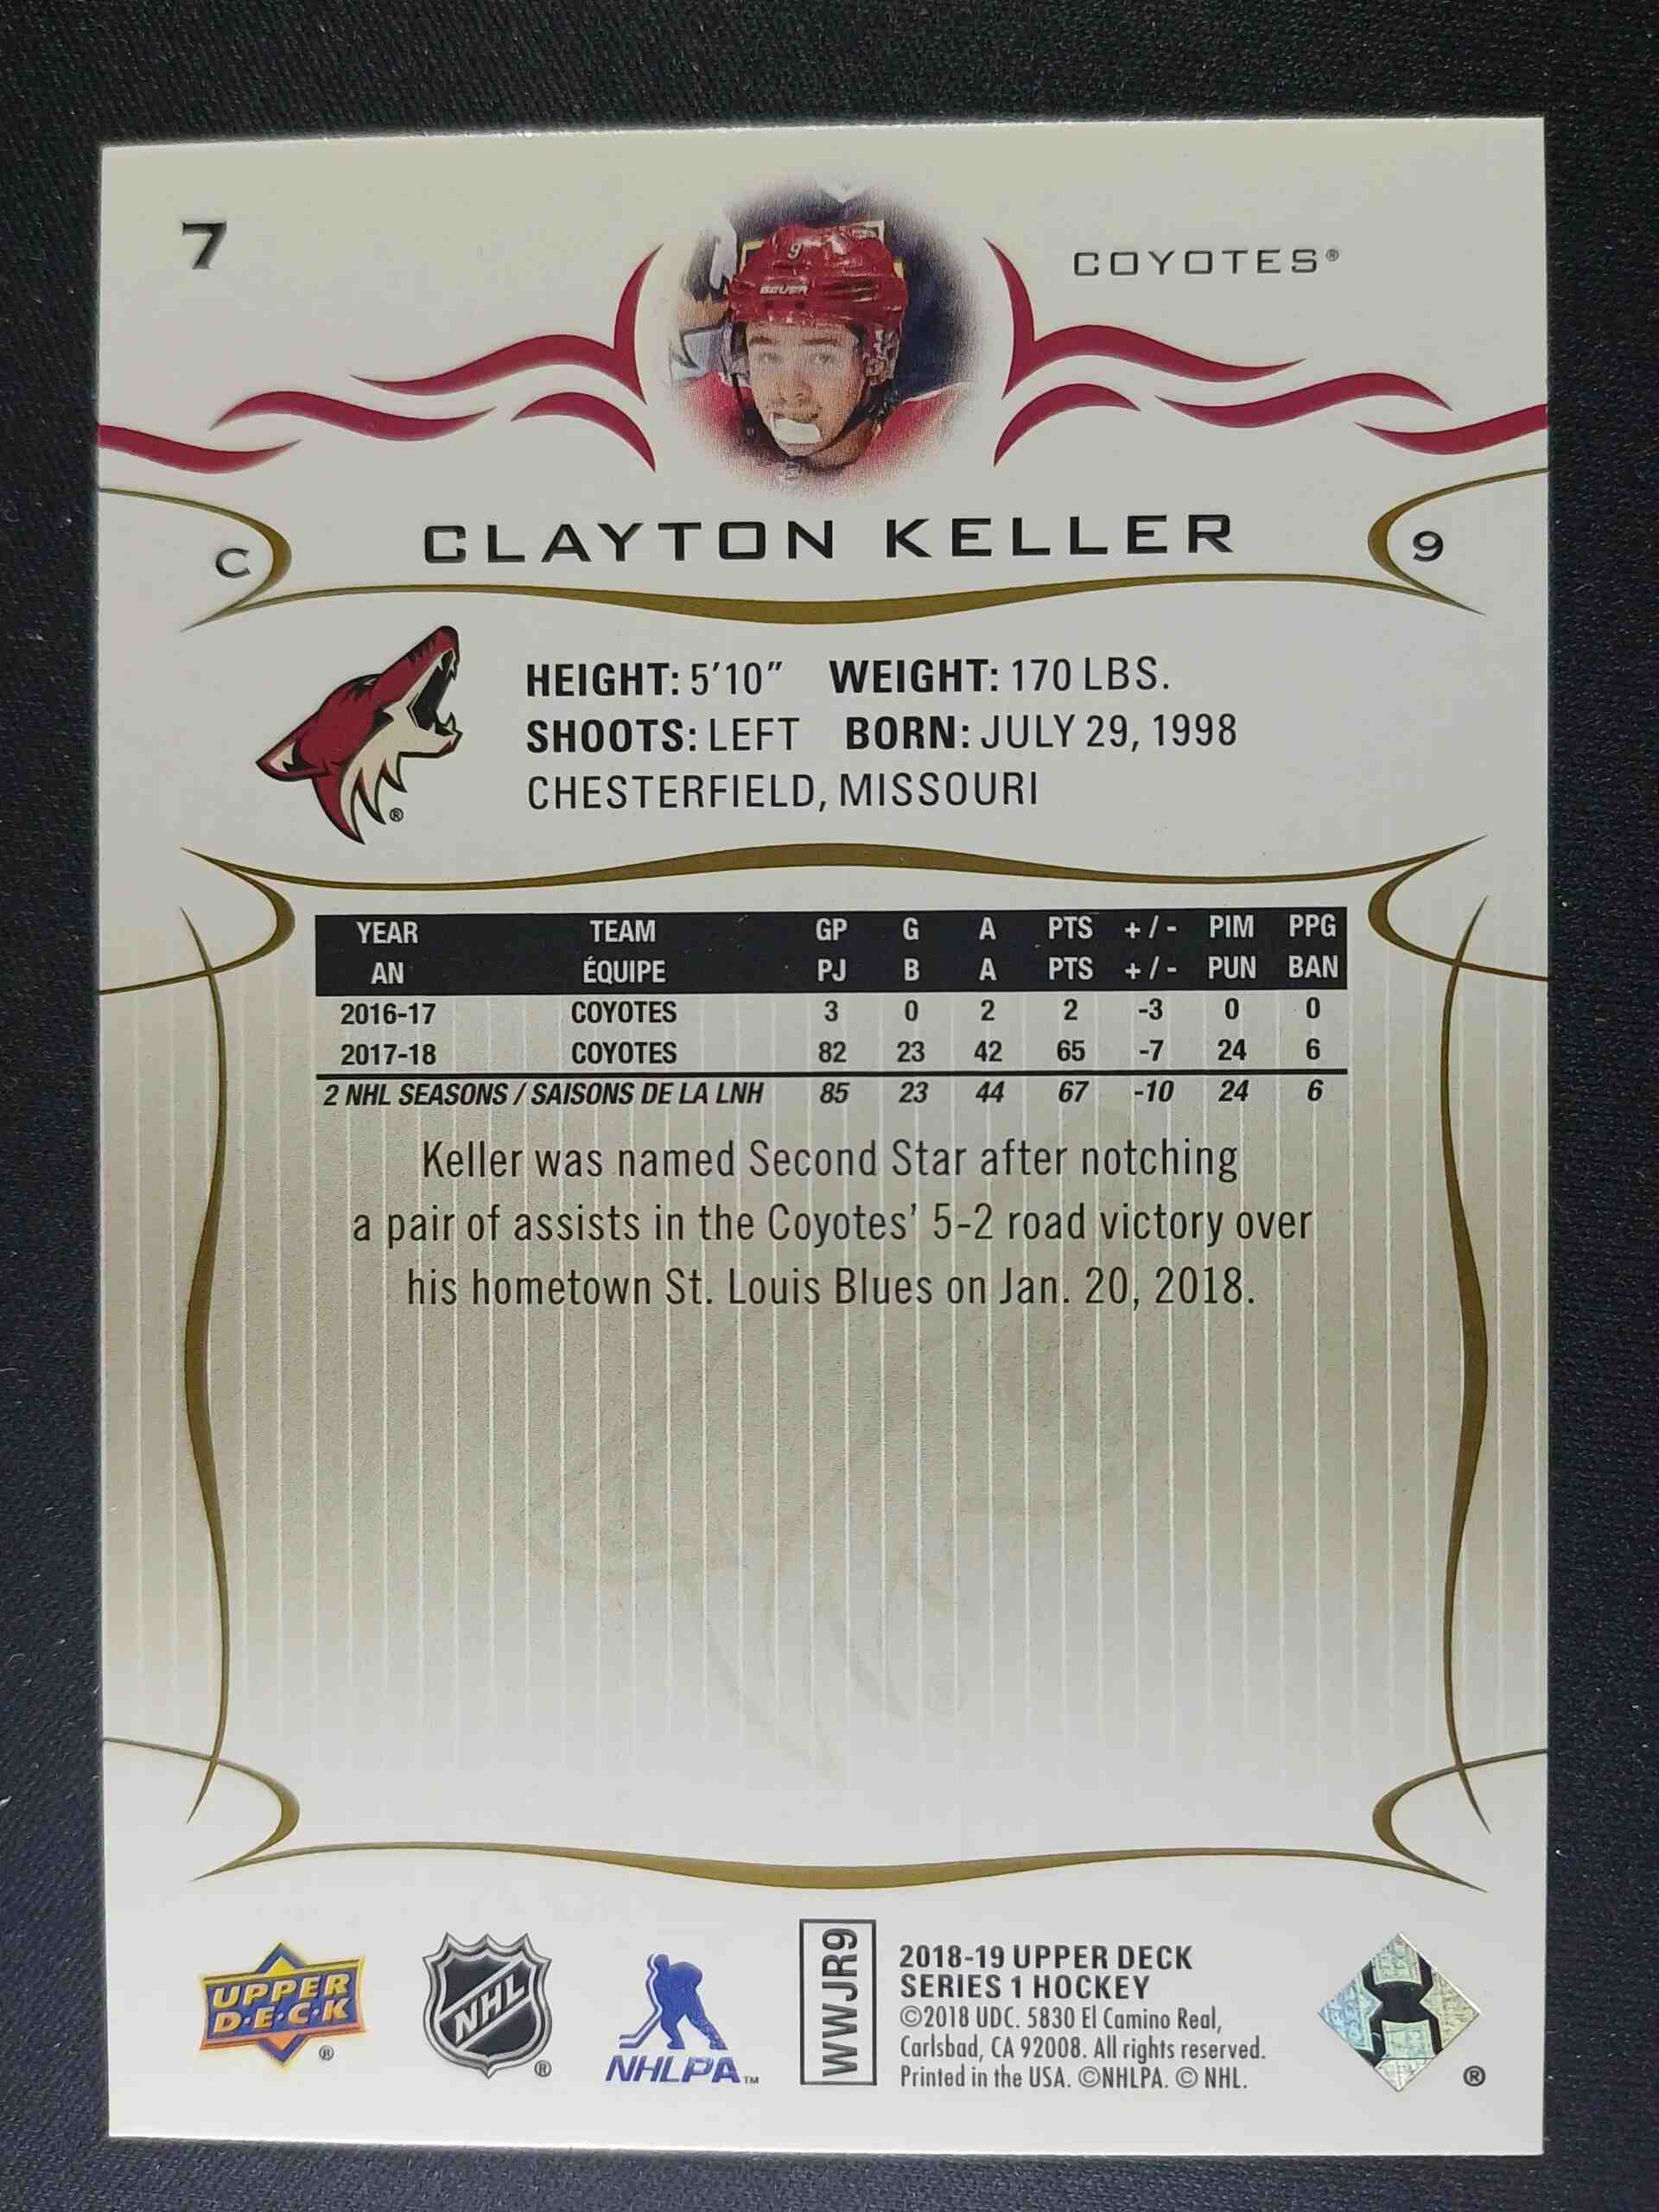 7
COYOTES®
9
BAUER
C
CLAYTON KELLER
9
HEIGHT: 5'10" WEIGHT: 170 LBS.
SHOOTS: LEFT BORN: JULY 29, 1998
CHESTERFIELD, MISSOURI
®
YEAR TEAM GP G A PTS +/- PIM PPG
AN ÉQUIPE PJ B A PTS +/- PUN BAN
2016-17 COYOTES 3 0 2 2 -3 0 0
2017-18 COYOTES 82 23 42 65 -7 24 6
2 NHL SEASONS / SAISONS DE LA LNH 85 23 44 67 -10 24 6
Keller was named Second Star after notching
a pair of assists in the Coyotes' 5-2 road victory over
his hometown St. Louis Blues on Jan. 20, 2018.
®
UPPER
D·E·C·K
®
NHL
®
NHLPA™
WWJR9
2018-19 UPPER DECK
SERIES 1 HOCKEY
©2018 UDC. 5830 El Camino Real,
Carlsbad, CA 92008. All rights reserved.
Printed in the USA. ©NHLPA. © NHL.
®